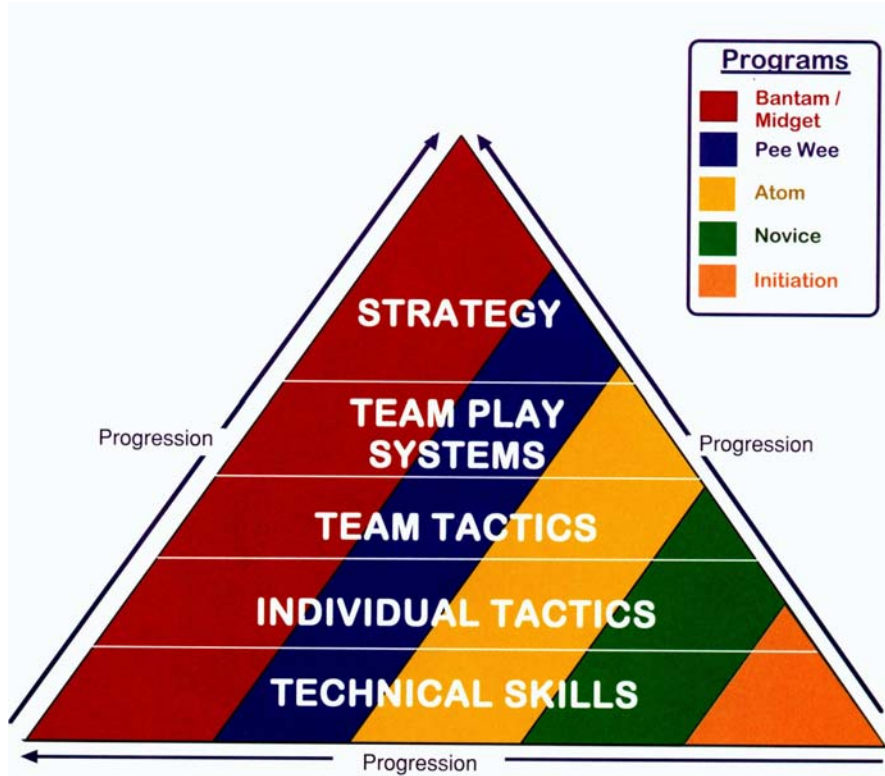 Programs
Bantam /
Midget
Pee Wee
Atom
Novice
Initiation
STRATEGY
TEAM PLAY
SYSTEMS
Progression
Progression
TEAM TACTICS
INDIVIDUAL TACTICS
TECHNICAL SKILLS
Progression